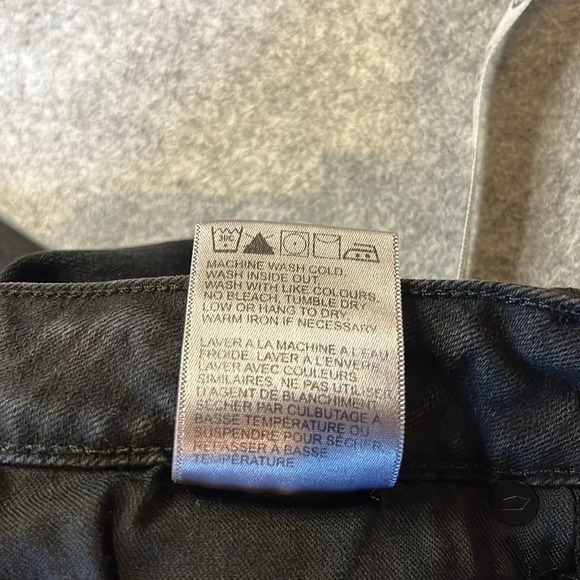 30C
MACHINE WASH COLD.
WASH INSIDE OUT
WASH WITH LIKE COLOURS,
NO BLEACH, TUMBLE DRY
LOW OR HANG TO DRY
WARM IRON IF NECESSARY
LAVER A LA MACHINE A L'EAU
FROIDE. LAVER A L'ENVERS
LAVER AVEC COULEURS
SIMILAIRES, NE PAS UTILISER
D'AGENT DE BLANCHIMENT
PAR CULBUTAGE À
BASSE TEMPÉRATURE OU
SUSPENDRE POUR SÉCHER.
REPASSER A BASSE
TEMPÉRATURE